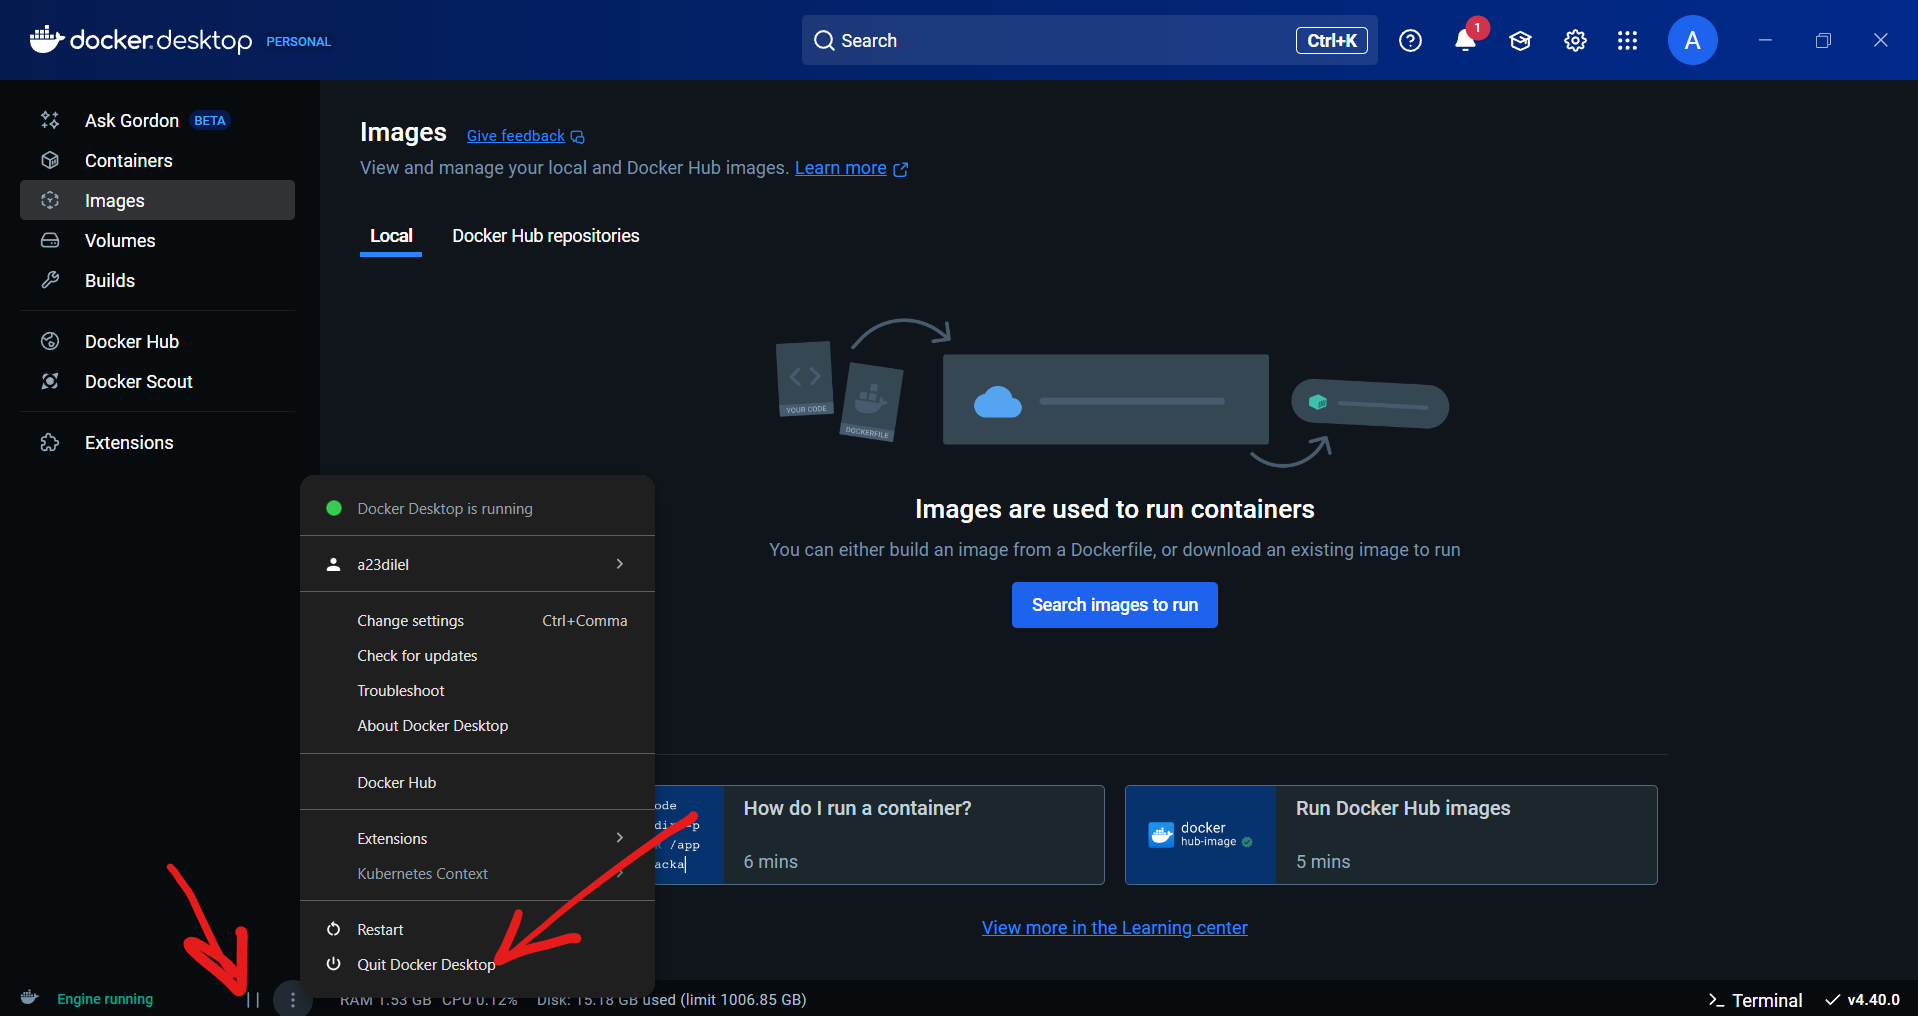 docker.desktop PERSONAL
Search Ctrl+K
1
A
Ask Gordon BETA
Containers
Images
Volumes
Builds
Docker Hub
Docker Scout
Extensions
Images Give feedback
View and manage your local and Docker Hub images. Learn more
Local Docker Hub repositories
YOUR CODE
DOCKERFILE
Images are used to run containers
You can either build an image from a Dockerfile, or download an existing image to run
Search images to run
Docker Desktop is running
a23dilel
Change settings Ctrl+Comma
Check for updates
Troubleshoot
About Docker Desktop
Docker Hub
Extensions
Kubernetes Context
Restart
Quit Docker Desktop
ode
/app
acka
How do I run a container?
6 mins
docker
hub-image
Run Docker Hub images
5 mins
View more in the Learning center
Engine running
RAM 1.53 GB CPU 0.12% Disk: 15.18 GB used (limit 1006.85 GB)
Terminal v4.40.0